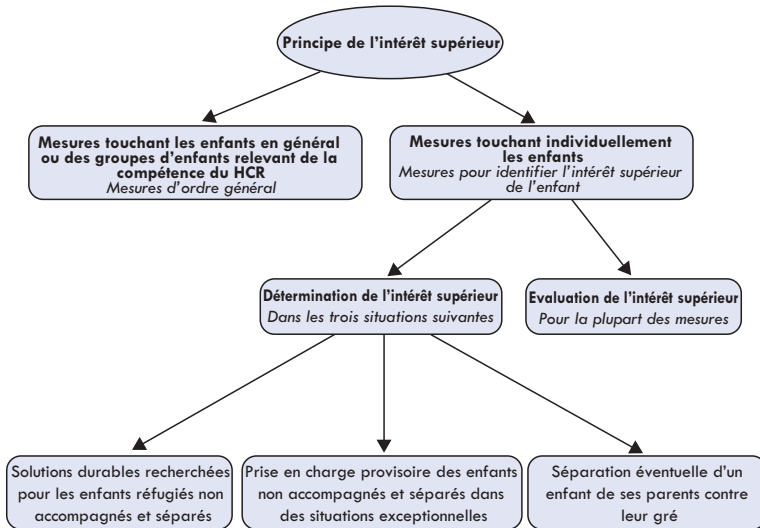 Principe de l’intérêt supérieur
Mesures touchant les enfants en général
ou des groupes d’enfants relevant de la
compétence du HCR
Mesures d’ordre général
Mesures touchant individuellement
les enfants
Mesures pour identifier l’intérêt supérieur
de l’enfant
Détermination de l’intérêt supérieur
Dans les trois situations suivantes
Evaluation de l’intérêt supérieur
Pour la plupart des mesures
Solutions durables recherchées
pour les enfants réfugiés non
accompagnés et séparés
Prise en charge provisoire des enfants
non accompagnés et séparés dans
des situations exceptionnelles
Séparation éventuelle d’un
enfant de ses parents contre
leur gré